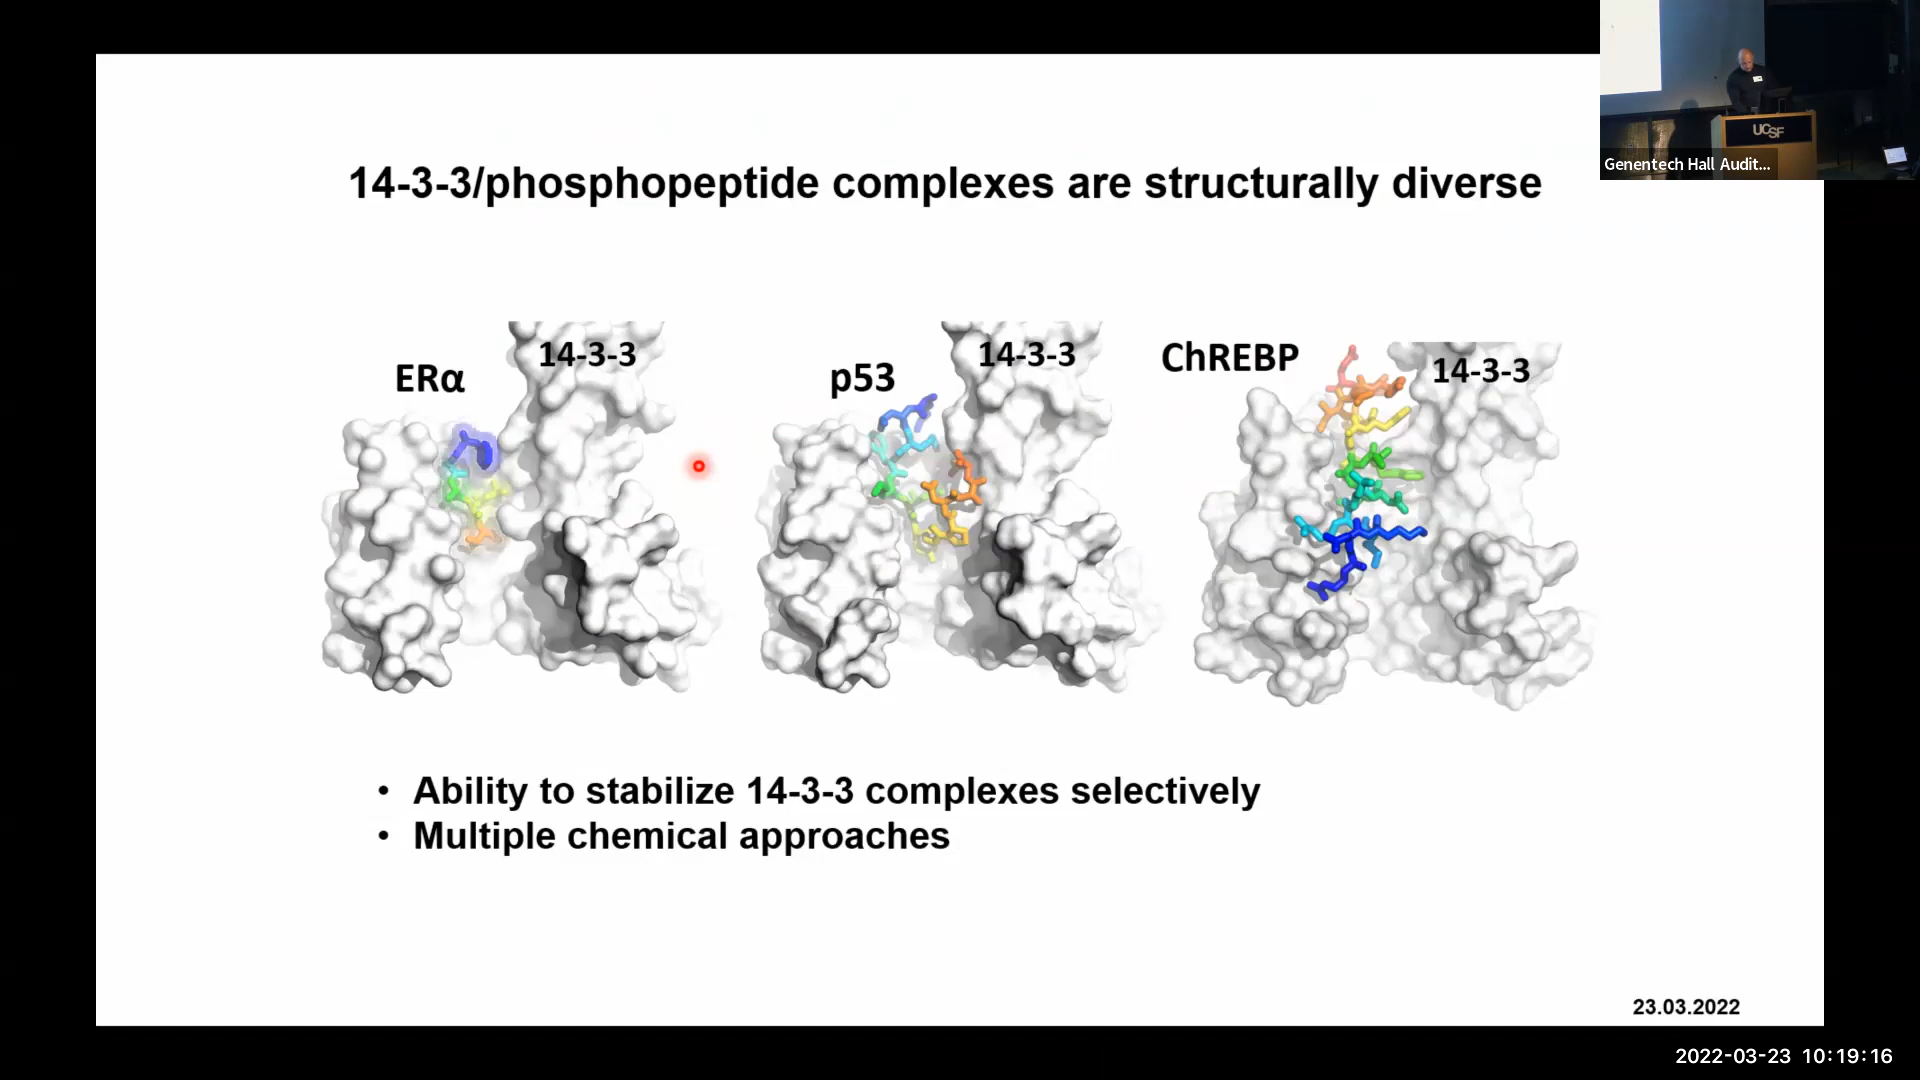 UCSF
Genentech Hall Audit...
14-3-3/phosphopeptide complexes are structurally diverse
ERα
14-3-3
p53
14-3-3
ChREBP
14-3-3
• Ability to stabilize 14-3-3 complexes selectively
• Multiple chemical approaches
23.03.2022
2022-03-23 10:19:16